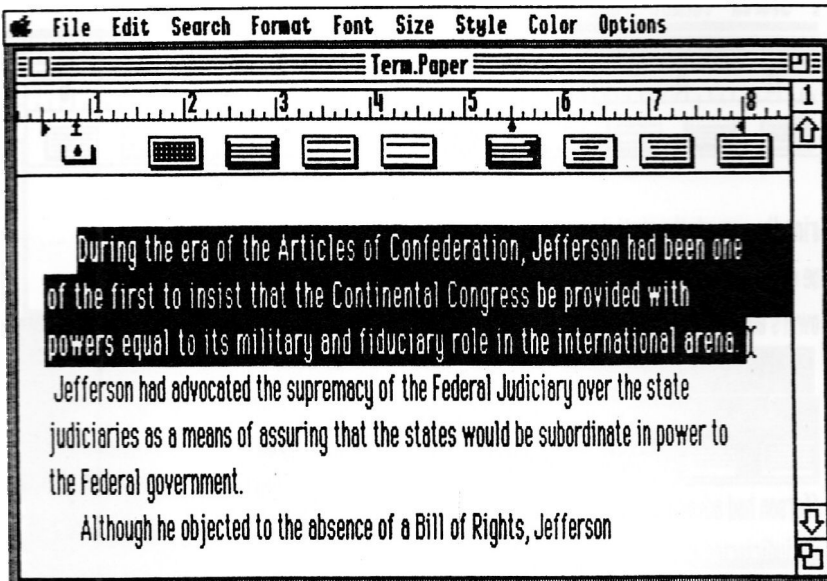 File Edit Search Format Font Size Style Color Options
Term.Paper
1 2 3 4 5 6 7 8 1
During the era of the Articles of Confederation, Jefferson had been one
of the first to insist that the Continental Congress be provided with
powers equal to its military and fiduciary role in the international arena.
Jefferson had advocated the supremacy of the Federal Judiciary over the state
judiciaries as a means of assuring that the states would be subordinate in power to
the Federal government.
Although he objected to the absence of a Bill of Rights, Jefferson